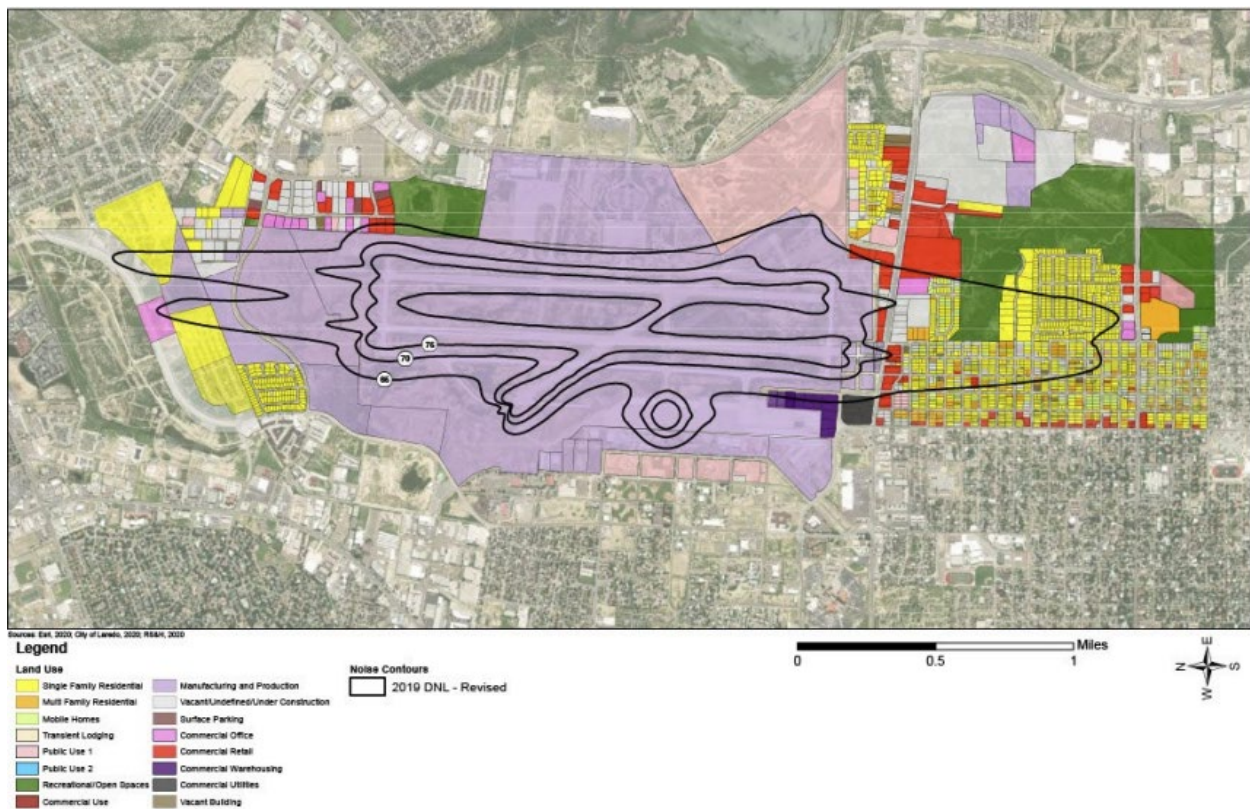 76
70
66
Sources: Esri, 2020; City of Laredo, 2020; RS&H, 2020
Legend
Land Use
Single Family Residential
Multi Family Residential
Mobile Homes
Transient Lodging
Public Use 1
Public Use 2
Recreational/Open Spaces
Commercial Use
Manufacturing and Production
Vacant/Undefined/Under Construction
Surface Parking
Commercial Office
Commercial Retail
Commercial Warehousing
Commercial Utilities
Vacant Building
Noise Contours
2019 DNL - Revised
Miles
0 0.5 1
E
N S
W